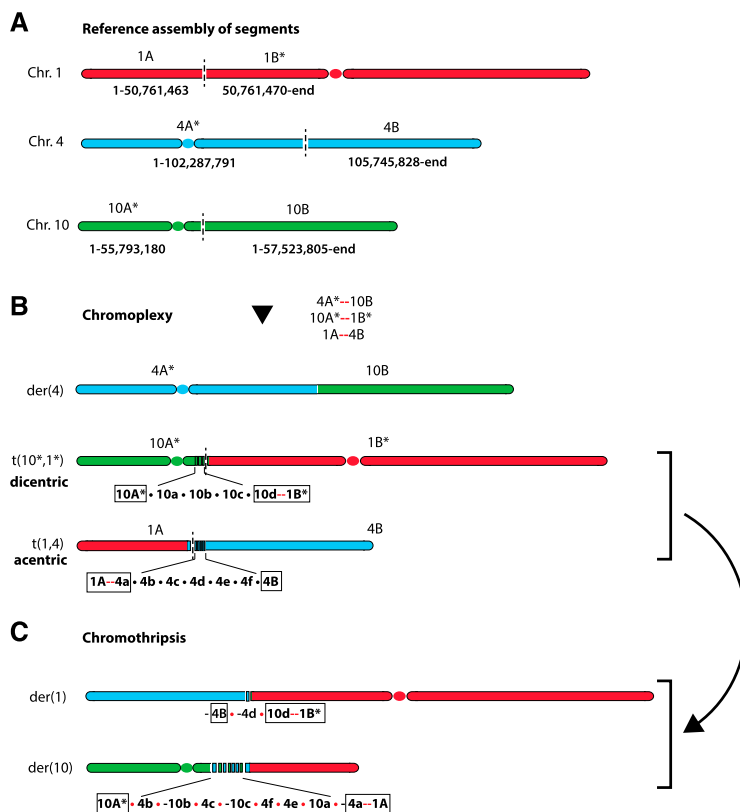 A
Reference assembly of segments
1A 1B*
Chr. 1
1-50,761,463 50,761,470-end
4A* 4B
Chr. 4
1-102,287,791 105,745,828-end
10A* 10B
Chr. 10
1-55,793,180 1-57,523,805-end
B
Chromoplexy
4A*--10B
10A*--1B*
1A--4B
4A* 10B
der(4)
10A* 1B*
t(10*,1*)
dicentric
10A* • 10a • 10b • 10c • 10d--1B*
1A 4B
t(1,4)
acentric
1A--4a • 4b • 4c • 4d • 4e • 4f • 4B
C
Chromothripsis
der(1)
-4B • -4d • 10d--1B*
der(10)
10A* • 4b • -10b • 4c • -10c • 4f • 4e • 10a • -4a--1A